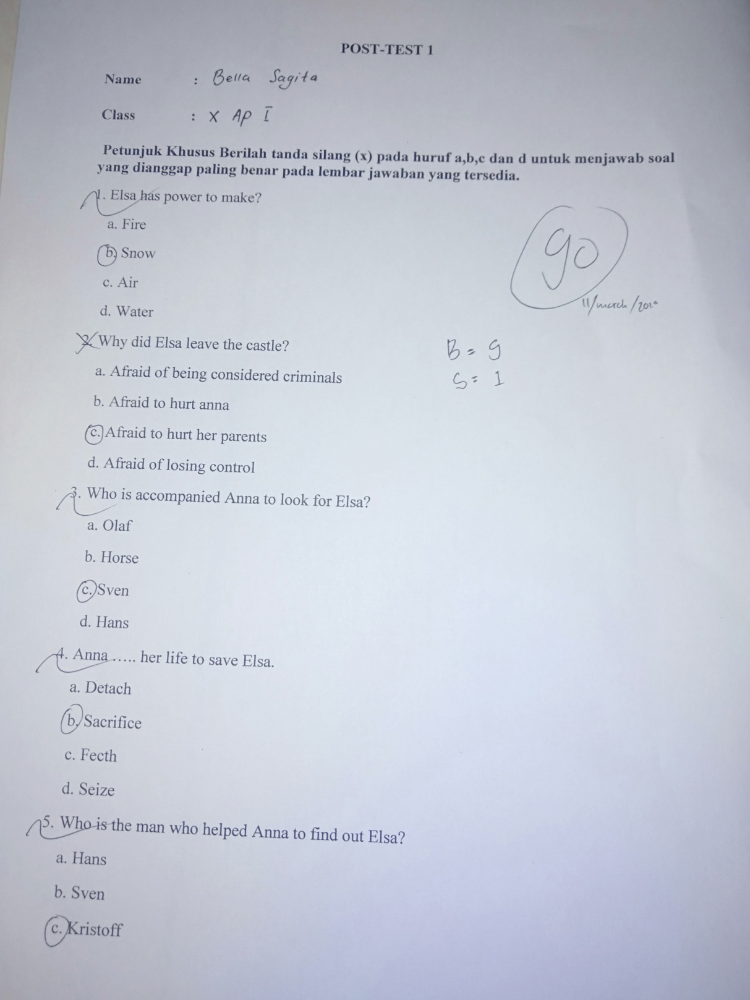 POST-TEST 1
Name : Bella Sagita
Class : X AP I
Petunjuk Khusus Berilah tanda silang (x) pada huruf a,b,c dan d untuk menjawab soal
yang dianggap paling benar pada lembar jawaban yang tersedia.
1. Elsa has power to make?
a. Fire
b. Snow
c. Air
d. Water
90
11/march/2020
2. Why did Elsa leave the castle?
B = 9
S = 1
a. Afraid of being considered criminals
b. Afraid to hurt anna
c. Afraid to hurt her parents
d. Afraid of losing control
3. Who is accompanied Anna to look for Elsa?
a. Olaf
b. Horse
c. Sven
d. Hans
4. Anna ..... her life to save Elsa.
a. Detach
b. Sacrifice
c. Fecth
d. Seize
5. Who is the man who helped Anna to find out Elsa?
a. Hans
b. Sven
c. Kristoff